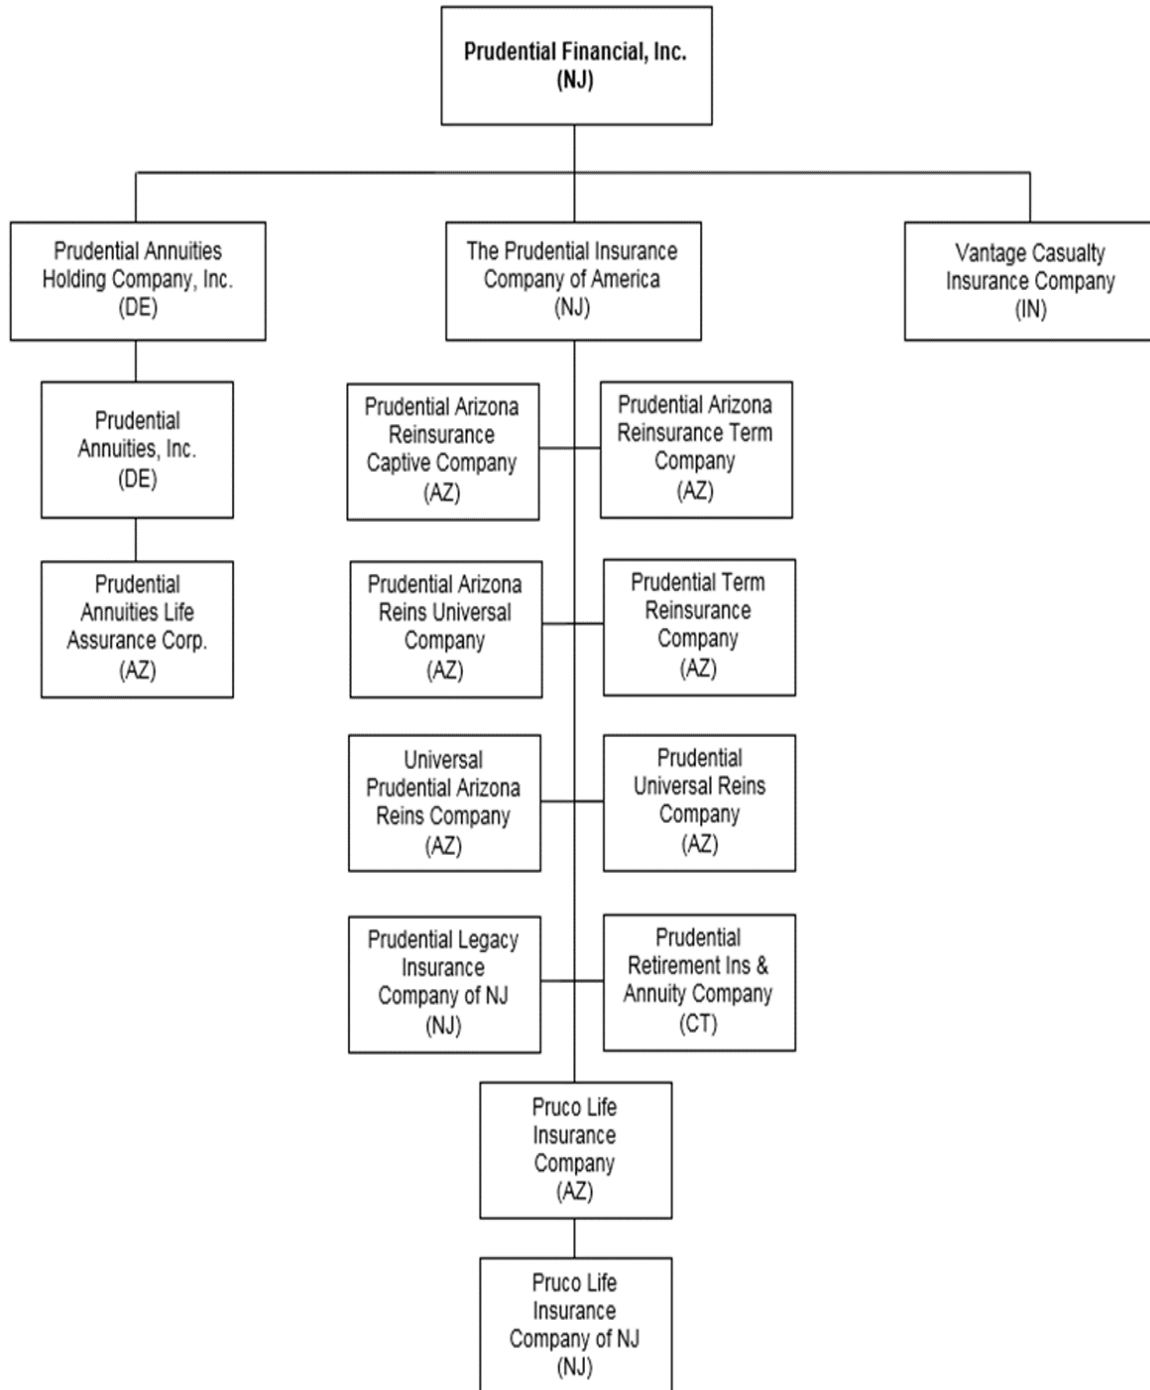 Prudential Financial, Inc.
(NJ)
Prudential Annuities
Holding Company, Inc.
(DE)
The Prudential Insurance
Company of America
(NJ)
Vantage Casualty
Insurance Company
(IN)
Prudential
Annuities, Inc.
(DE)
Prudential Arizona
Reinsurance
Captive Company
(AZ)
Prudential Arizona
Reinsurance Term
Company
(AZ)
Prudential
Annuities Life
Assurance Corp.
(AZ)
Prudential Arizona
Reins Universal
Company
(AZ)
Prudential Term
Reinsurance
Company
(AZ)
Universal
Prudential Arizona
Reins Company
(AZ)
Prudential
Universal Reins
Company
(AZ)
Prudential Legacy
Insurance
Company of NJ
(NJ)
Prudential
Retirement Ins &
Annuity Company
(CT)
Pruco Life
Insurance
Company
(AZ)
Pruco Life
Insurance
Company of NJ
(NJ)